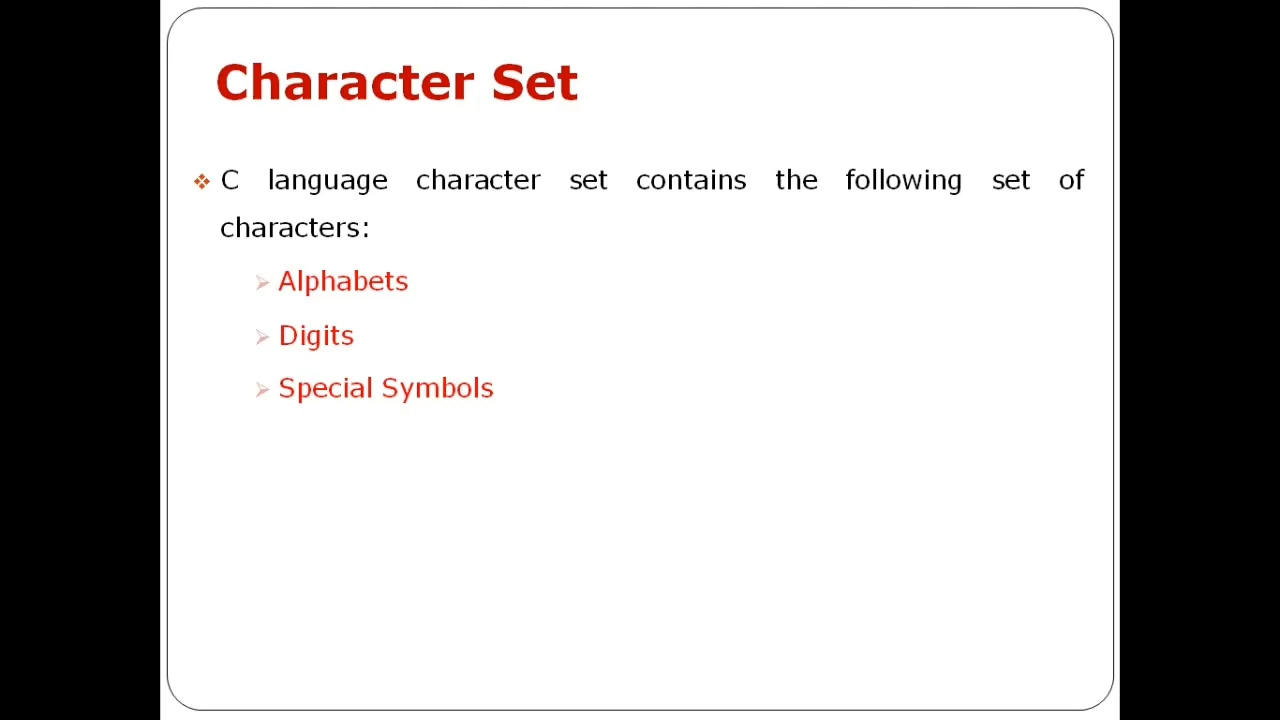 Character Set
C language character set contains the following set of
characters:
Alphabets
Digits
Special Symbols